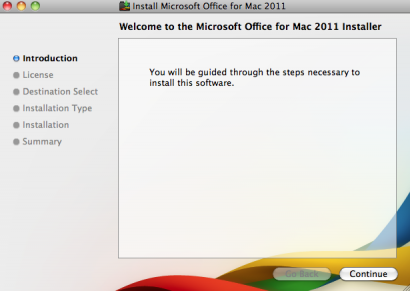 Install Microsoft Office for Mac 2011
Welcome to the Microsoft Office for Mac 2011 Installer
Introduction
License
Destination Select
Installation Type
Installation
Summary
You will be guided through the steps necessary to
install this software.
Go Back
Continue